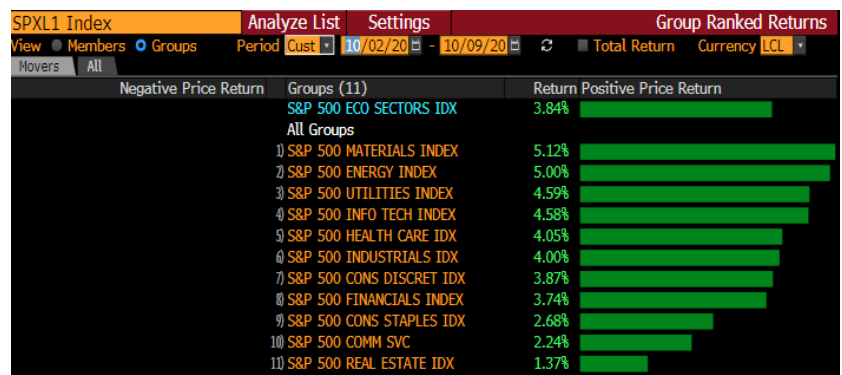 SPXL1 Index Analyze List Settings Group Ranked Returns
View Members Groups Period Cust 10/02/20 - 10/09/20 Total Return Currency LCL
Movers All
Negative Price Return Groups (11) Return Positive Price Return
S&P 500 ECO SECTORS IDX 3.84%
All Groups
1) S&P 500 MATERIALS INDEX 5.12%
2) S&P 500 ENERGY INDEX 5.00%
3) S&P 500 UTILITIES INDEX 4.59%
4) S&P 500 INFO TECH INDEX 4.58%
5) S&P 500 HEALTH CARE IDX 4.05%
6) S&P 500 INDUSTRIALS IDX 4.00%
7) S&P 500 CONS DISCRET IDX 3.87%
8) S&P 500 FINANCIALS INDEX 3.74%
9) S&P 500 CONS STAPLES IDX 2.68%
10) S&P 500 COMM SVC 2.24%
11) S&P 500 REAL ESTATE IDX 1.37%